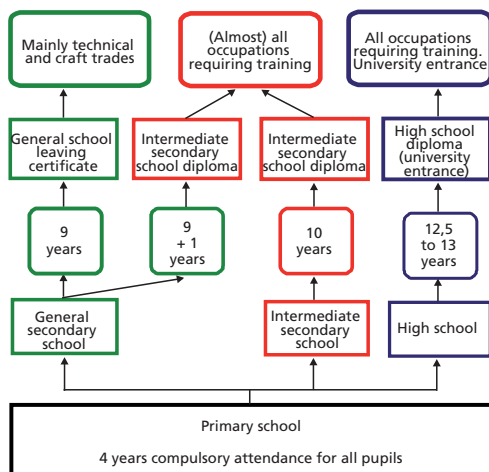 Mainly technical
and craft trades
(Almost) all
occupations
requiring training
All occupations
requiring training.
University entrance
General school
leaving
certificate
Intermediate
secondary
school diploma
Intermediate
secondary
school diploma
High school
diploma
(university
entrance)
9
years
9
+ 1
years
10
years
12,5
to 13
years
General
secondary
school
Intermediate
secondary
school
High school
Primary school
4 years compulsory attendance for all pupils